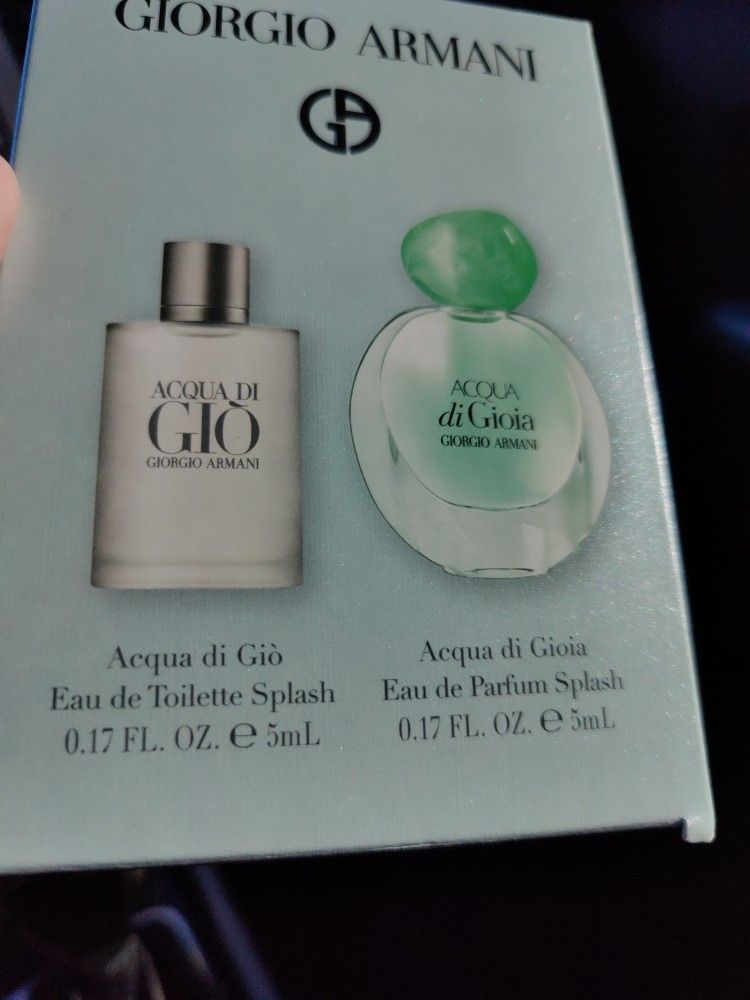 GIORGIO ARMANI
GA
ACQUA DI
GIÒ
GIORGIO ARMANI
ACQUA
di Gioia
GIORGIO ARMANI
Acqua di Giò
Eau de Toilette Splash
0.17 FL. OZ. ℮ 5mL
Acqua di Gioia
Eau de Parfum Splash
0.17 FL. OZ. ℮ 5mL